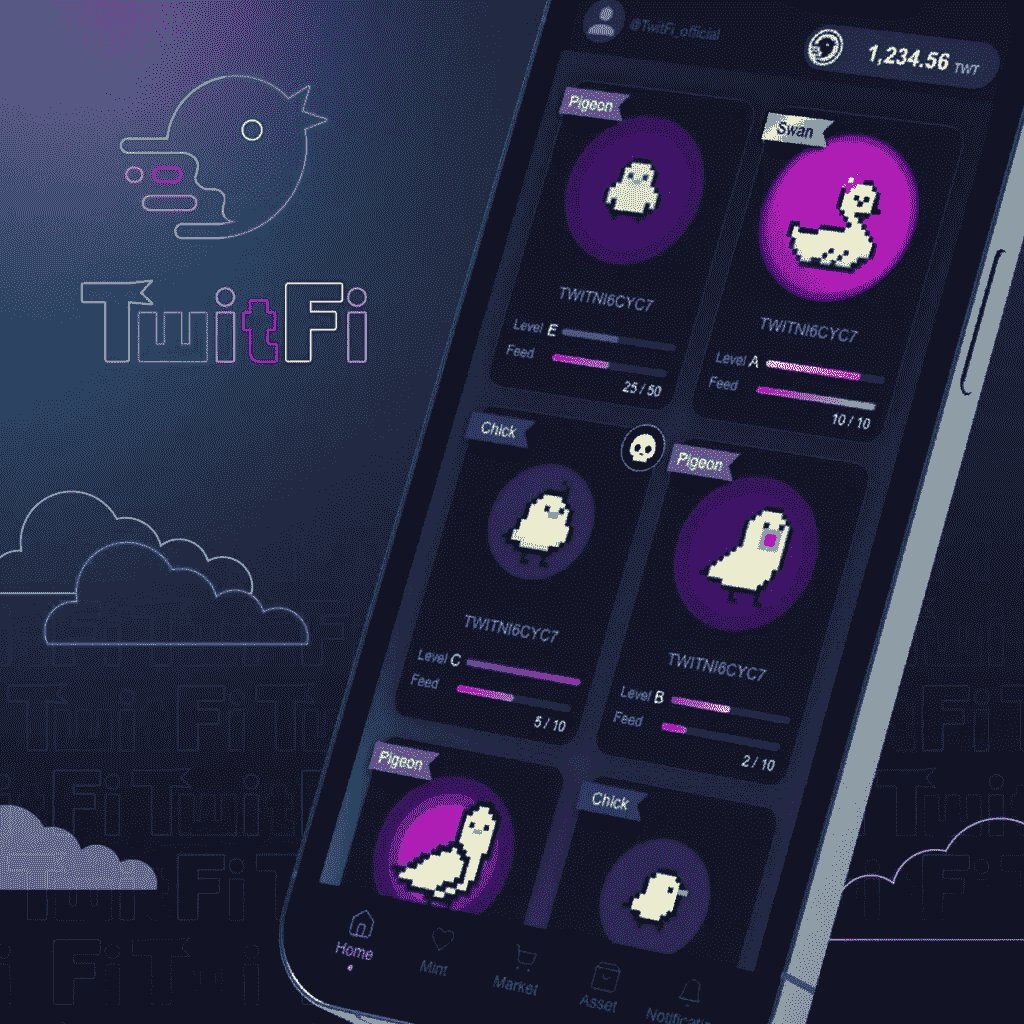 TwitFi
@TwitFi_official
1,234.56 TWT
Pigeon
TWITNI6CYC7
Level E
Feed
25 / 50
Swan
TWITNI6CYC7
Level A
Feed
10 / 10
Chick
TWITNI6CYC7
Level C
Feed
5 / 10
Pigeon
TWITNI6CYC7
Level B
Feed
2 / 10
Pigeon
Chick
Home
Mint
Market
Asset